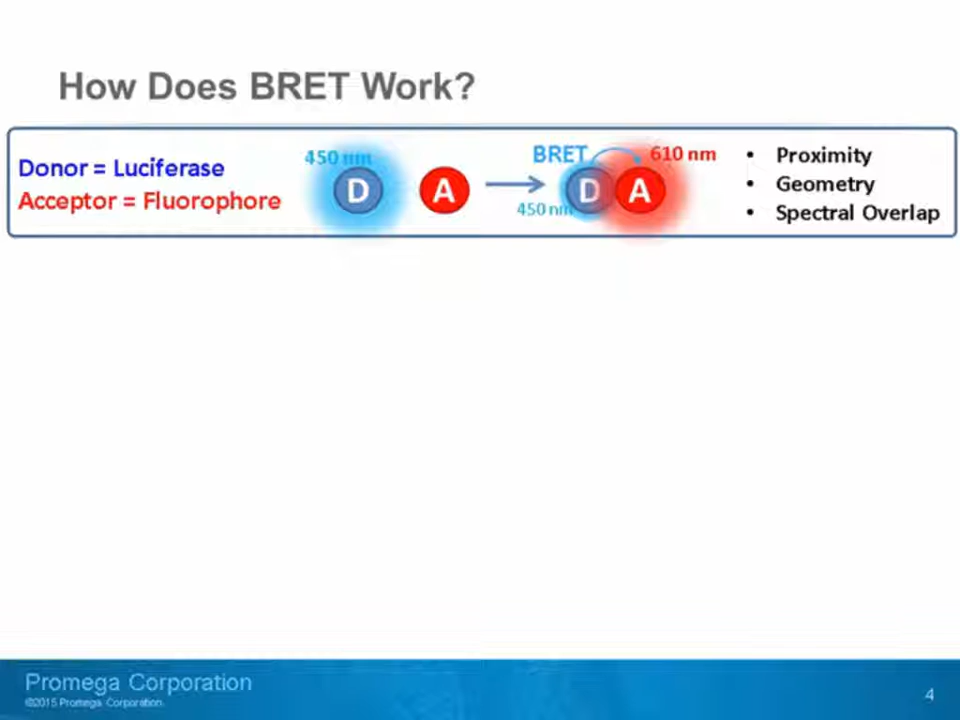 How Does BRET Work?
Donor = Luciferase
Acceptor = Fluorophore
450 nm
D
A
BRET
450 nm
D
A
610 nm
• Proximity
• Geometry
• Spectral Overlap
Promega Corporation
©2015 Promega Corporation.
4